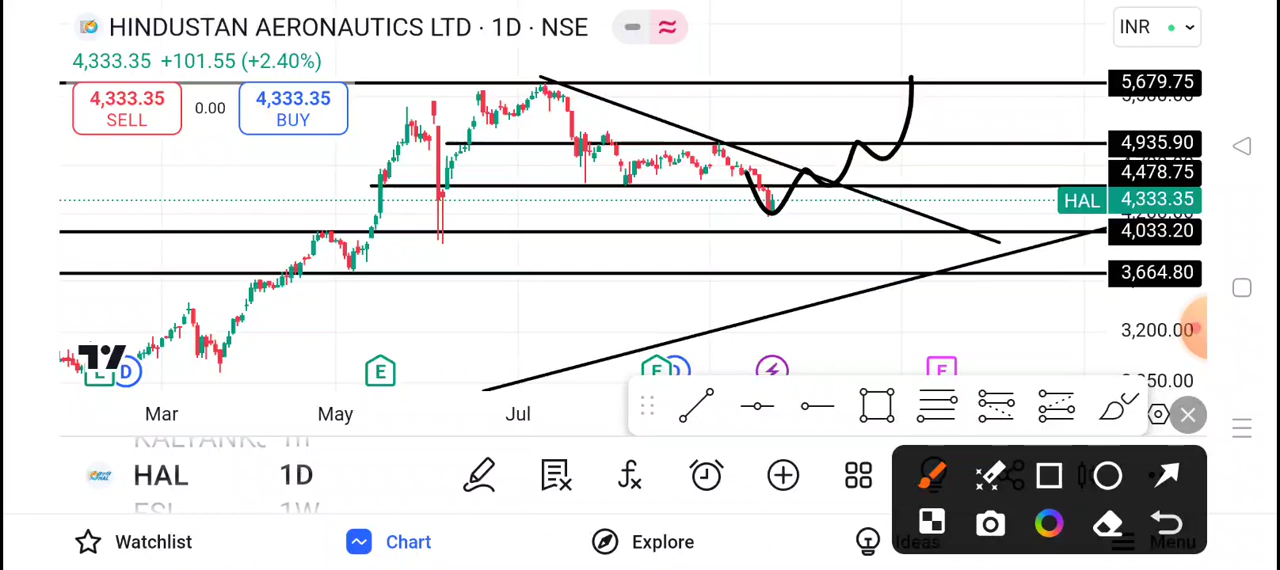 HINDUSTAN AERONAUTICS LTD · 1D · NSE
INR
4,333.35 +101.55 (+2.40%)
4,333.35
SELL
0.00
4,333.35
BUY
5,679.75
4,935.90
4,478.75
HAL 4,333.35
4,033.20
3,664.80
3,200.00
E D E E D E
Mar May Jul
HAL 1D
Watchlist
Chart
Explore
Ideas
Menu